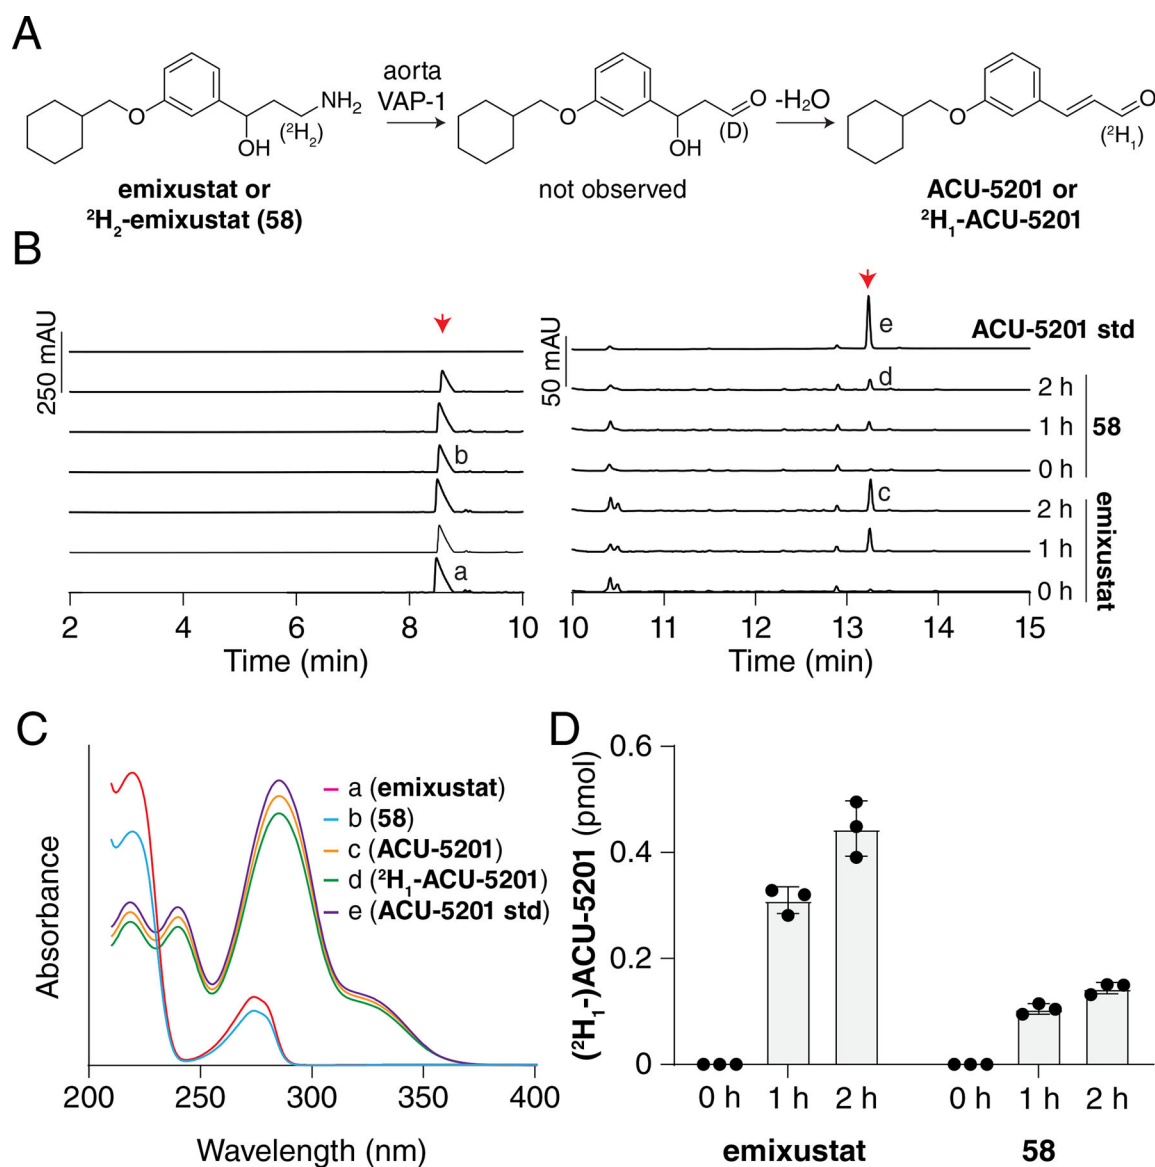 A
NH₂
(²H₂)
OH
O
emixustat or
²H₂-emixustat (58)
aorta
VAP-1
O
O
(D)
OH
not observed
-H₂O
O
O
(²H₁)
ACU-5201 or
²H₁-ACU-5201
B
250 mAU
b
a
2 4 6 8 10
Time (min)
50 mAU
e
ACU-5201 std
d
2 h
1 h
58
0 h
c
2 h
1 h
0 h
emixustat
10 11 12 13 14 15
Time (min)
C
Absorbance
a (emixustat)
b (58)
c (ACU-5201)
d (²H₁-ACU-5201)
e (ACU-5201 std)
200 250 300 350 400
Wavelength (nm)
D
(²H₁-)ACU-5201 (pmol)
0.6
0.4
0.2
0
0 h 1 h 2 h 0 h 1 h 2 h
emixustat 58